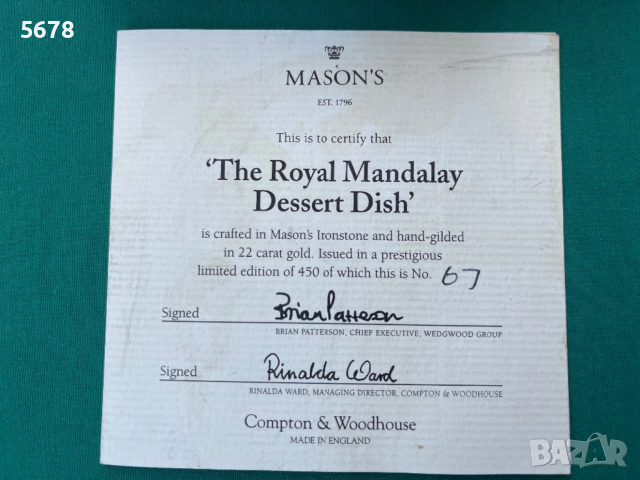 5678
MASON'S
EST. 1796
This is to certify that
‘The Royal Mandalay
Dessert Dish’
is crafted in Mason's Ironstone and hand-gilded
in 22 carat gold. Issued in a prestigious
limited edition of 450 of which this is No. 67
Signed Brian Patterson
BRIAN PATTERSON, CHIEF EXECUTIVE, WEDGWOOD GROUP
Signed Rinalda Ward
RINALDA WARD, MANAGING DIRECTOR, COMPTON & WOODHOUSE
Compton & Woodhouse
MADE IN ENGLAND
BAZAR